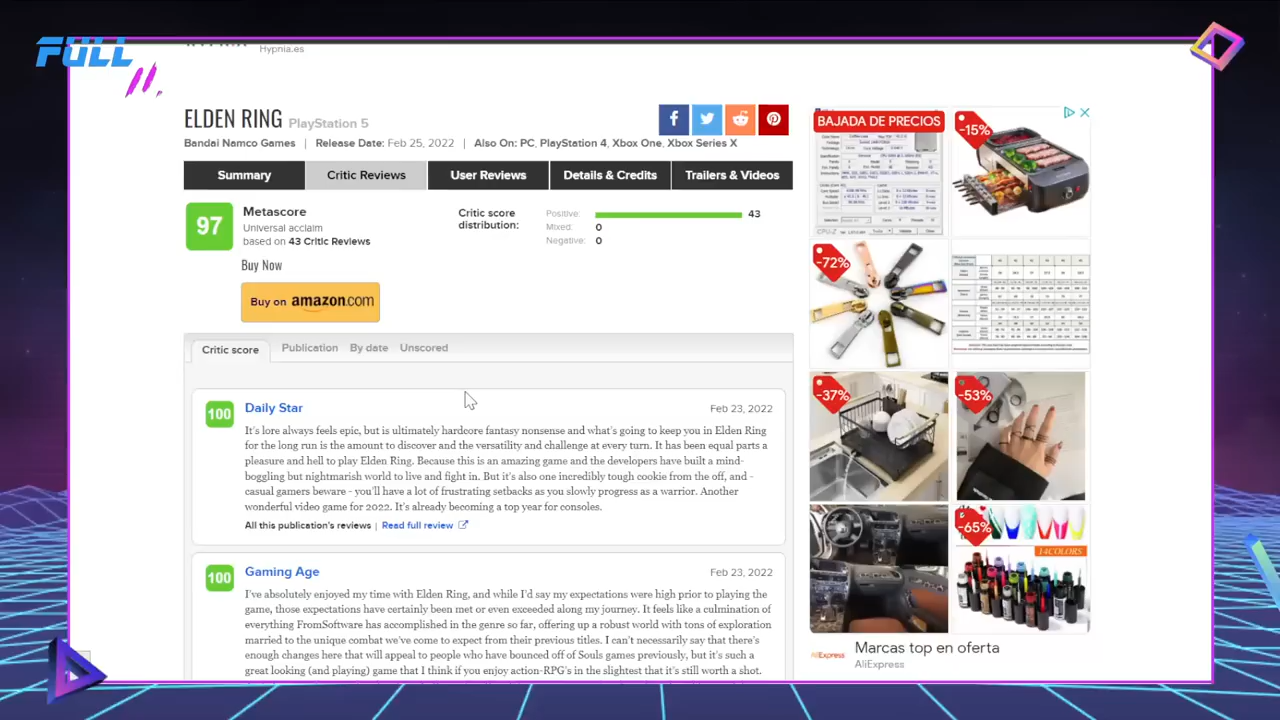 FULL
Hypnia.es
ELDEN RING PlayStation 5
Bandai Namco Games | Release Date: Feb 25, 2022 Also On: PC, PlayStation 4, Xbox One, Xbox Series X
Summary Critic Reviews User Reviews Details & Credits Trailers & Videos
97
Metascore
Universal acclaim
based on 43 Critic Reviews
Critic score
distribution:
Positive: 43
Mixed: 0
Negative: 0
Buy Now
Buy on amazon.com
Critic score Unscored
100 Daily Star Feb 23, 2022
It's lore always feels epic, but is ultimately hardcore fantasy nonsense and what's going to keep you in Elden Ring
for the long run is the amount to discover and the versatility and challenge at every turn. It has been equal parts a
pleasure and hell to play Elden Ring. Because this is an amazing game and the developers have built a mind-
boggling but nightmarish world to live and fight in. But it's also one incredibly tough cookie from the off, and -
casual gamers beware - you'll have a lot of frustrating setbacks as you slowly progress as a warrior. Another
wonderful video game for 2022. It's already becoming a top year for consoles.
All this publication's reviews | Read full review
100 Gaming Age Feb 23, 2022
I've absolutely enjoyed my time with Elden Ring, and while I'd say my expectations were high prior to playing the
game, those expectations have certainly been met or even exceeded along my journey. It feels like a culmination of
everything FromSoftware has accomplished in the genre so far, offering up a robust world with tons of exploration
married to the unique combat we've come to expect from their previous titles. I can't necessarily say that there's
enough changes here that will appeal to people who have bounced off of Souls games previously, but it's such a
great looking (and playing) game that I think if you enjoy action-RPG's in the slightest that it's still worth a shot.
BAJADA DE PRECIOS
-15%
-72%
-37%
-53%
-65%
14COLORS
AliExpress
Marcas top en oferta
AliExpress